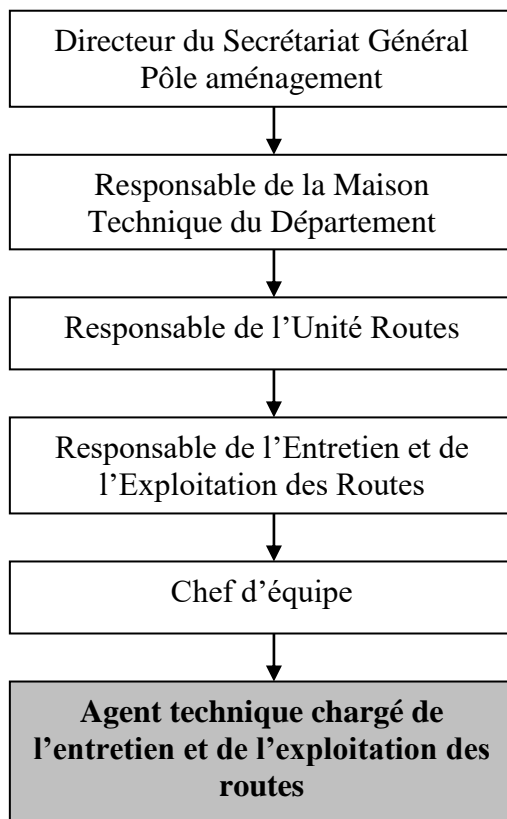 Directeur du Secrétariat Général
Pôle aménagement
Responsable de la Maison
Technique du Département
Responsable de l’Unité Routes
Responsable de l’Entretien et de
l’Exploitation des Routes
Chef d’équipe
Agent technique chargé de
l’entretien et de l’exploitation des
routes